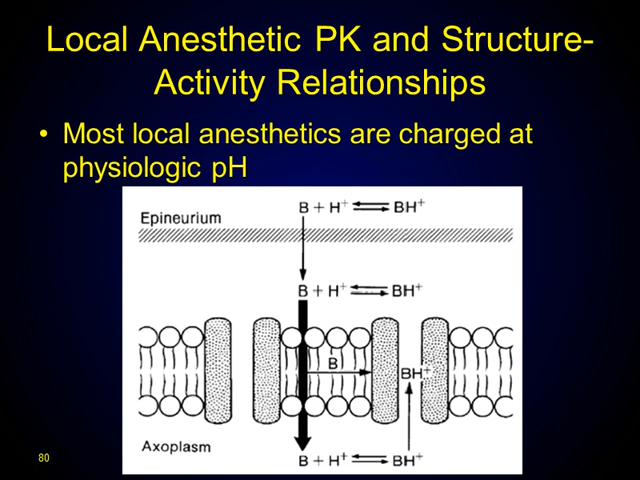 Local Anesthetic PK and Structure-
Activity Relationships
• Most local anesthetics are charged at
physiologic pH
B + H⁺ ⇌ BH⁺
Epineurium
B + H⁺ ⇌ BH⁺
B
BH⁺
Axoplasm
B + H⁺ ⇌ BH⁺
80